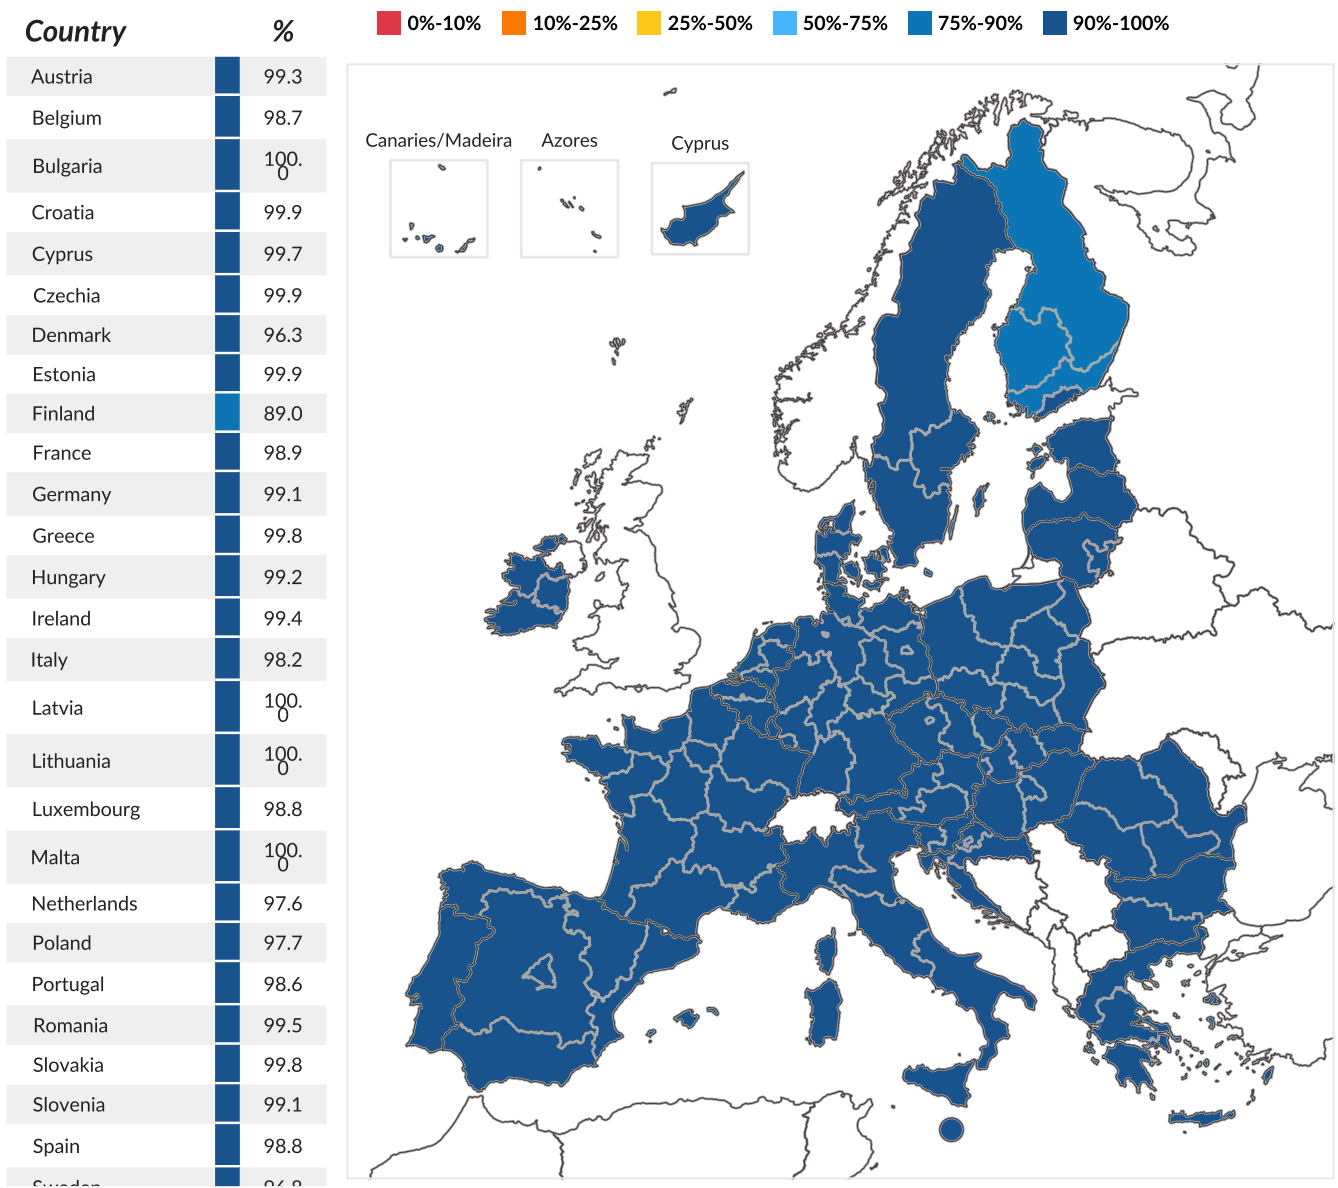 Country %
0%-10% 10%-25% 25%-50% 50%-75% 75%-90% 90%-100%
Austria 99.3
Belgium 98.7
Bulgaria 100.
0
Croatia 99.9
Cyprus 99.7
Czechia 99.9
Denmark 96.3
Estonia 99.9
Finland 89.0
France 98.9
Germany 99.1
Greece 99.8
Hungary 99.2
Ireland 99.4
Italy 98.2
Latvia 100.
0
Lithuania 100.
0
Luxembourg 98.8
Malta 100.
0
Netherlands 97.6
Poland 97.7
Portugal 98.6
Romania 99.5
Slovakia 99.8
Slovenia 99.1
Spain 98.8
Sweden 96.8
Canaries/Madeira Azores Cyprus